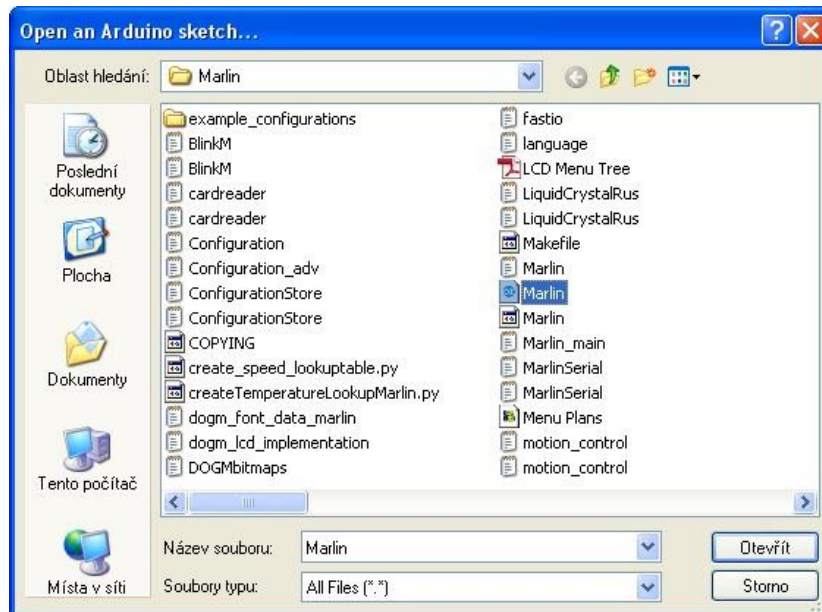 Open an Arduino sketch...
Oblast hledání: Marlin
Poslední
dokumenty
Plocha
Dokumenty
Tento počítač
Místa v síti
example_configurations
BlinkM
BlinkM
cardreader
cardreader
Configuration
Configuration_adv
ConfigurationStore
ConfigurationStore
COPYING
create_speed_lookuptable.py
createTemperatureLookupMarlin.py
dogm_font_data_marlin
dogm_lcd_implementation
DOGMbitmaps
fastio
language
LCD Menu Tree
LiquidCrystalRus
LiquidCrystalRus
Makefile
Marlin
Marlin
Marlin
Marlin_main
MarlinSerial
MarlinSerial
Menu Plans
motion_control
motion_control
Název souboru: Marlin Otevřít
Soubory typu: All Files (*.*) Storno